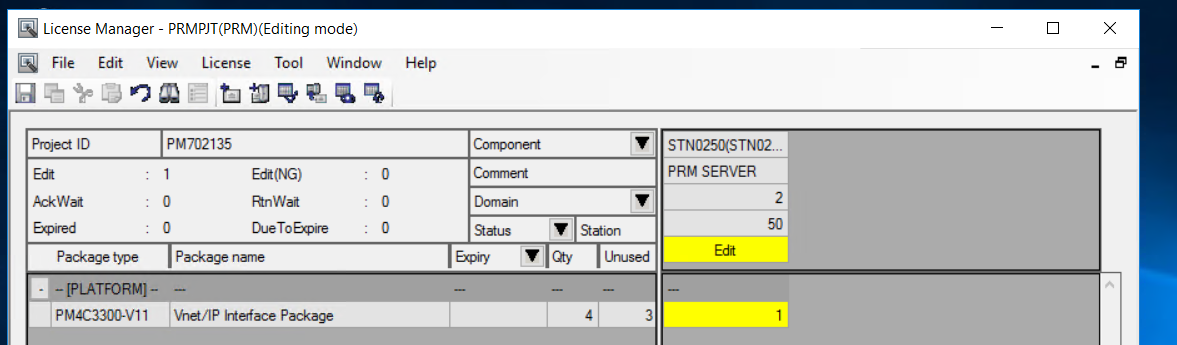 License Manager - PRMPJT(PRM)(Editing mode)
File Edit View License Tool Window Help
Project ID PM702135 Component STN0250(STN02...
Edit : 1 Edit(NG) : 0 Comment PRM SERVER
AckWait : 0 RtnWait : 0 Domain 2
Expired : 0 DueToExpire : 0 Status Station 50
Package type Package name Expiry Qty Unused Edit
- -- [PLATFORM] -- --- --- --- --- ---
PM4C3300-V11 Vnet/IP Interface Package 4 3 1